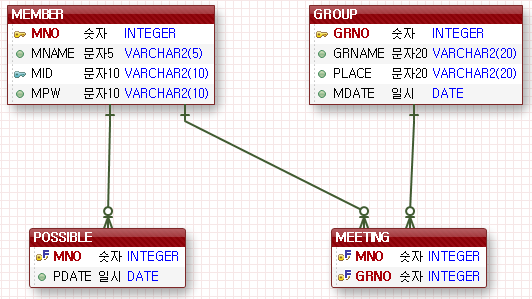 MEMBER
MNO 숫자 INTEGER
MNAME 문자5 VARCHAR2(5)
MID 문자10 VARCHAR2(10)
MPW 문자10 VARCHAR2(10)
GROUP
GRNO 숫자 INTEGER
GRNAME 문자20 VARCHAR2(20)
PLACE 문자20 VARCHAR2(20)
MDATE 일시 DATE
POSSIBLE
F MNO 숫자 INTEGER
PDATE 일시 DATE
MEETING
F MNO 숫자 INTEGER
F GRNO 숫자 INTEGER